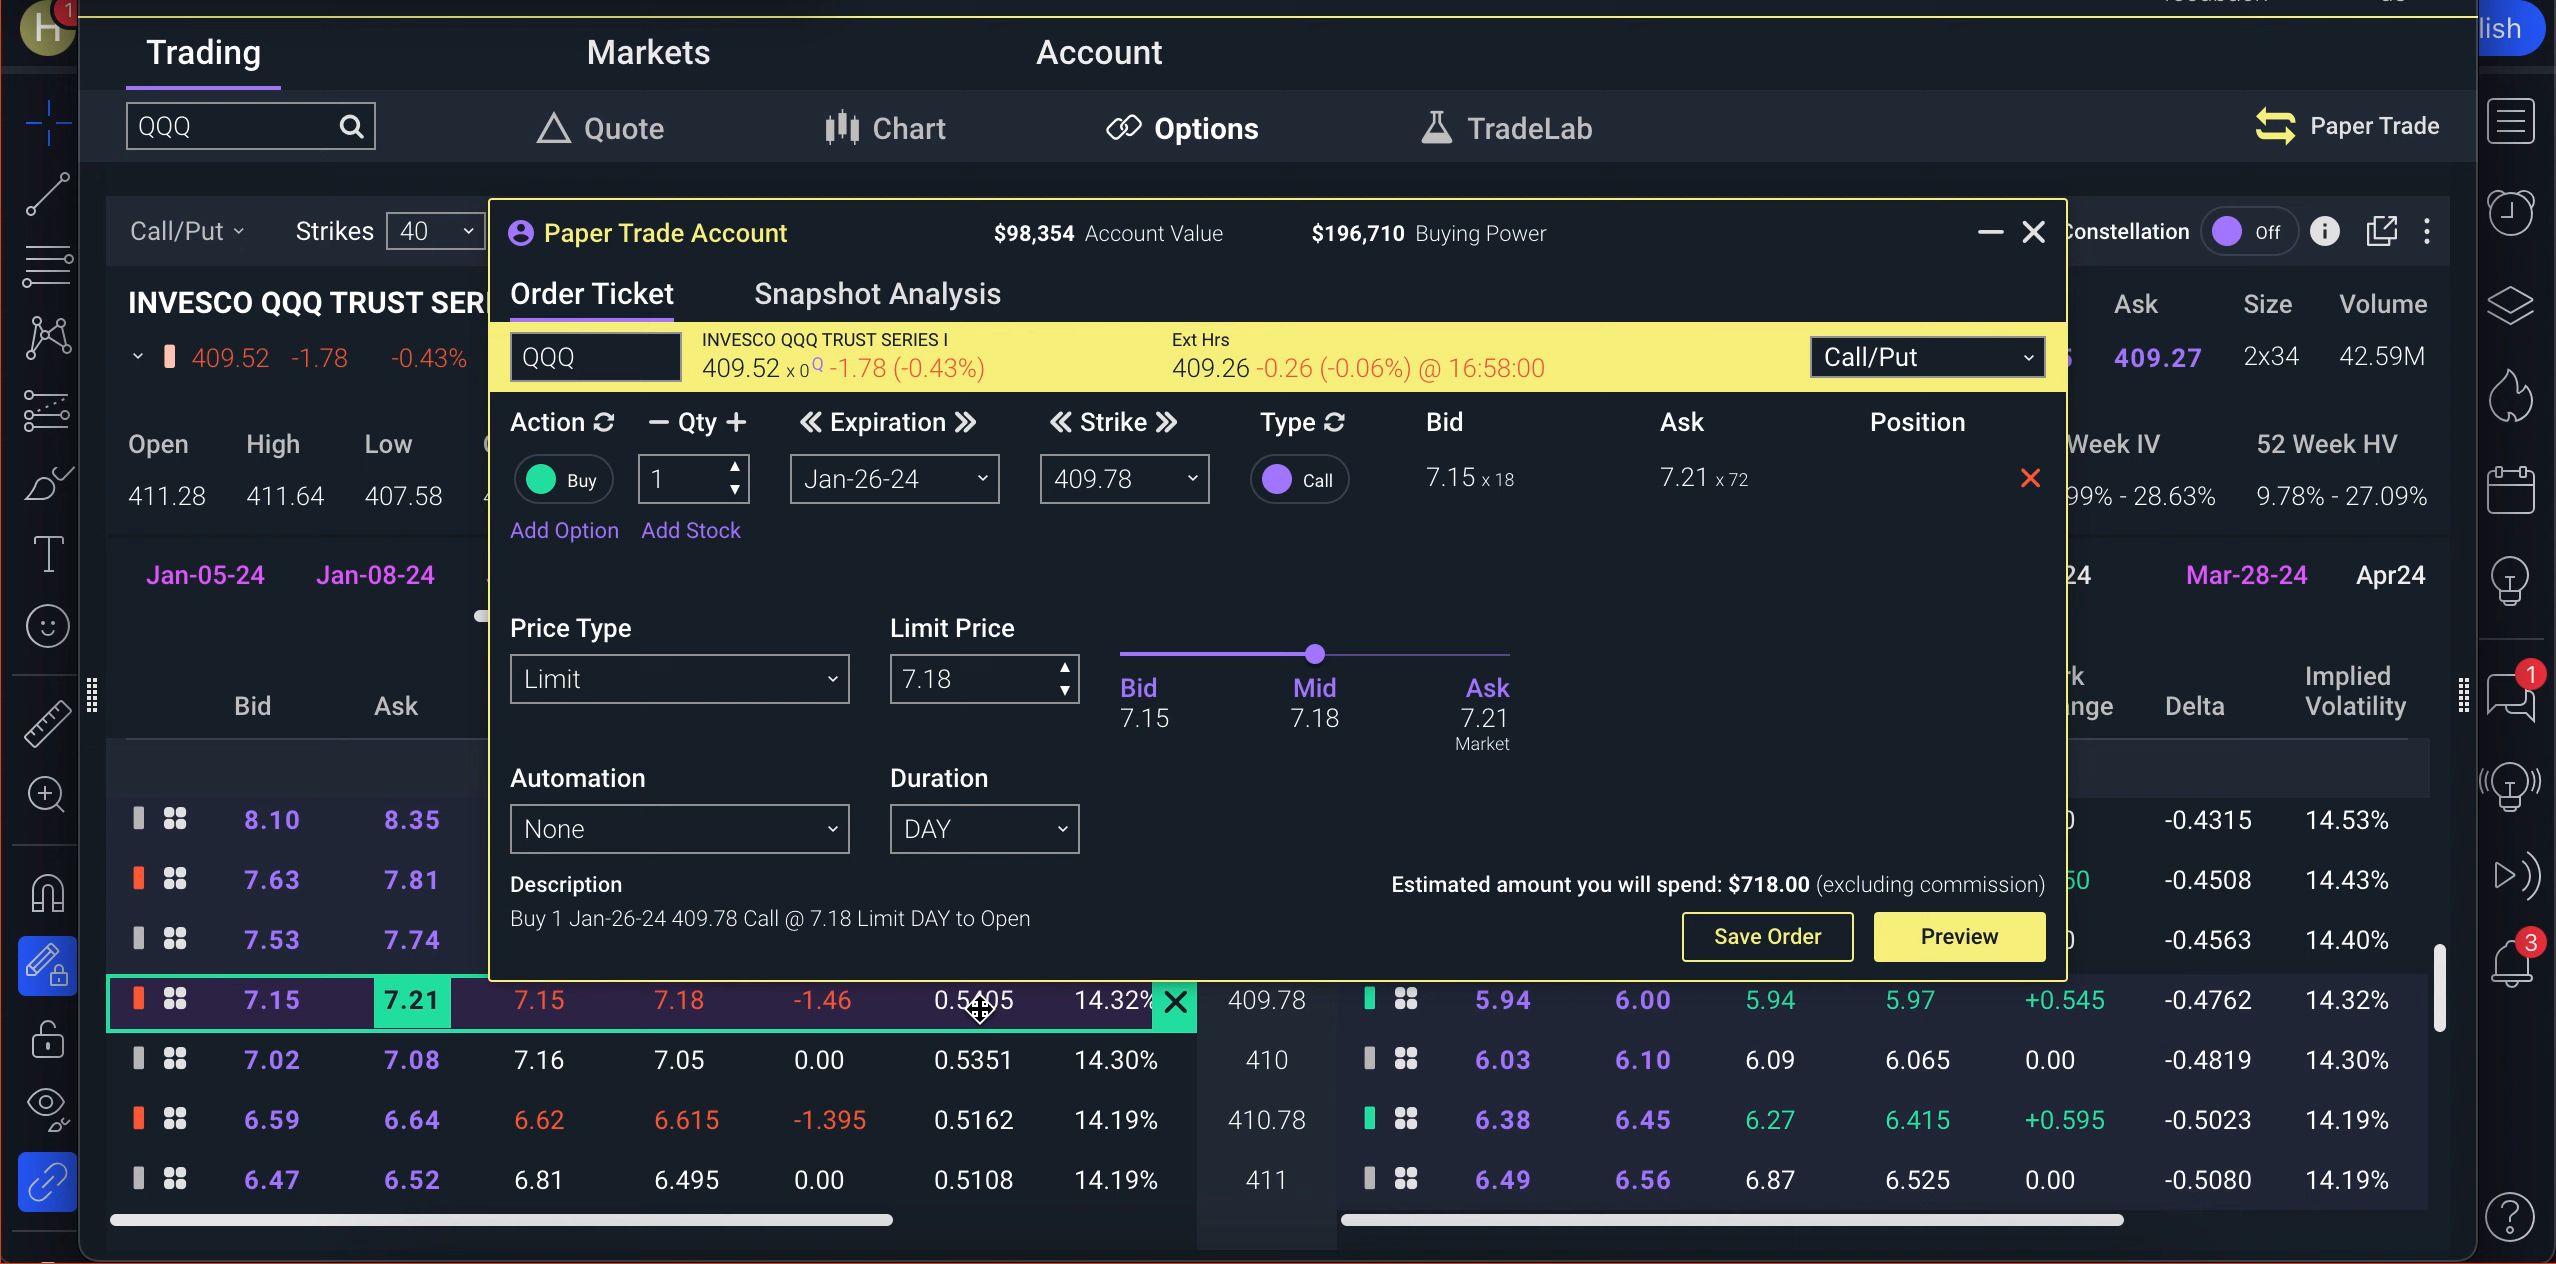 H 1
lish
Trading Markets Account
QQQ Quote Chart Options TradeLab Paper Trade
Call/Put Strikes 40
Constellation Off
Paper Trade Account $98,354 Account Value $196,710 Buying Power
Order Ticket Snapshot Analysis
INVESCO QQQ TRUST SERI
409.52 -1.78 -0.43%
Ask Size Volume
409.27 2x34 42.59M
QQQ INVESCO QQQ TRUST SERIES I Ext Hrs Call/Put
409.52 x 0 Q -1.78 (-0.43%) 409.26 -0.26 (-0.06%) @ 16:58:00
Action Qty Expiration Strike Type Bid Ask Position
Buy 1 Jan-26-24 409.78 Call 7.15 x 18 7.21 x 72
Add Option Add Stock
Open High Low
411.28 411.64 407.58
Week IV 52 Week HV
99% - 28.63% 9.78% - 27.09%
Jan-05-24 Jan-08-24
24 Mar-28-24 Apr24
Price Type Limit Price
Limit 7.18
Bid Mid Ask
7.15 7.18 7.21
Market
Automation Duration
None DAY
Description
Buy 1 Jan-26-24 409.78 Call @ 7.18 Limit DAY to Open
Estimated amount you will spend: $718.00 (excluding commission)
Save Order Preview
Bid Ask
Delta Implied Volatility
8.10 8.35 -0.4315 14.53%
7.63 7.81 50 -0.4508 14.43%
7.53 7.74 -0.4563 14.40%
7.15 7.21 7.15 7.18 -1.46 14.32% 409.78 5.94 6.00 5.94 5.97 +0.545 -0.4762 14.32%
7.02 7.08 7.16 7.05 0.00 0.5351 14.30% 410 6.03 6.10 6.09 6.065 0.00 -0.4819 14.30%
6.59 6.64 6.62 6.615 -1.395 0.5162 14.19% 410.78 6.38 6.45 6.27 6.415 +0.595 -0.5023 14.19%
6.47 6.52 6.81 6.495 0.00 0.5108 14.19% 411 6.49 6.56 6.87 6.525 0.00 -0.5080 14.19%
1
3